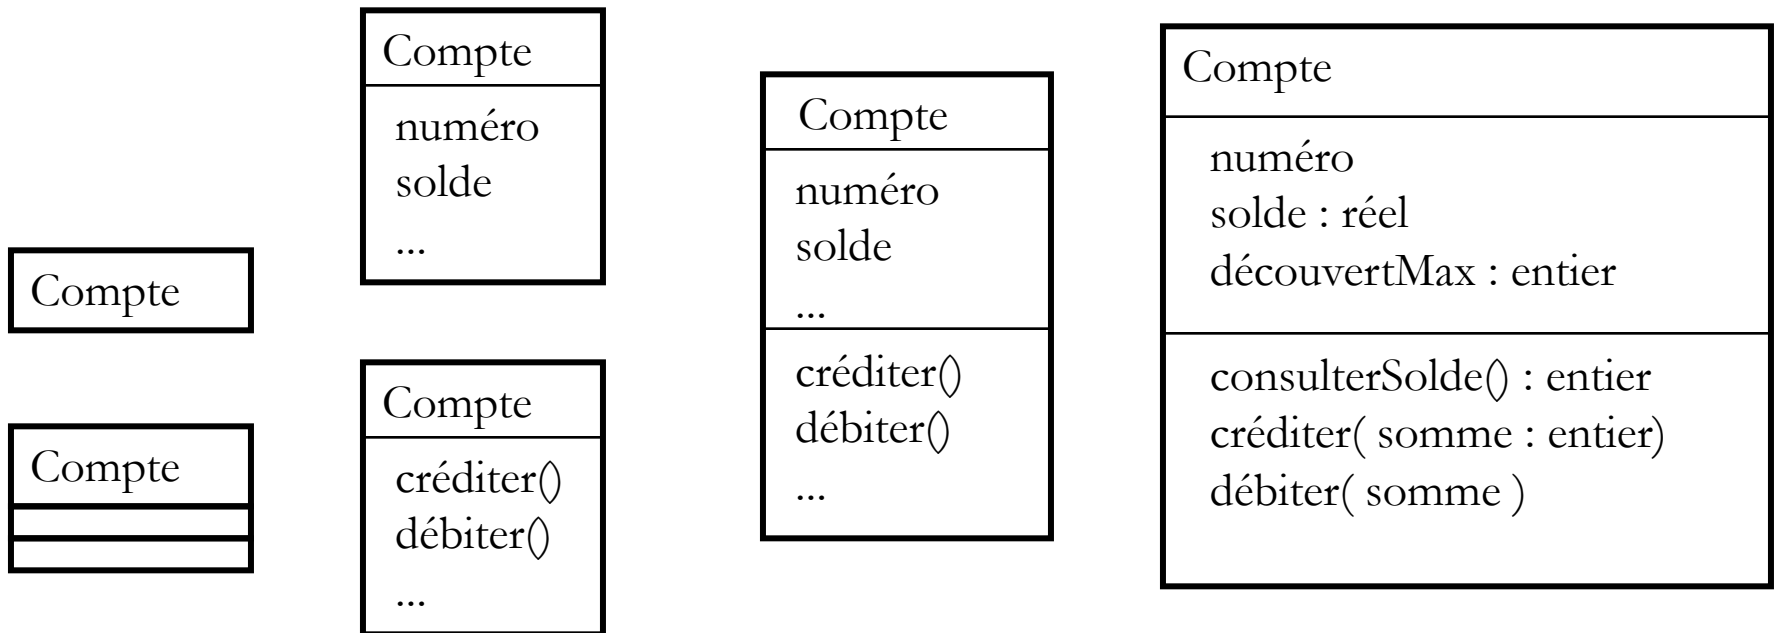 Compte
Compte
Compte
numéro
solde
...
Compte
créditer()
débiter()
...
Compte
numéro
solde
...
créditer()
débiter()
...
Compte
numéro
solde : réel
découvertMax : entier
consulterSolde() : entier
créditer( somme : entier)
débiter( somme )